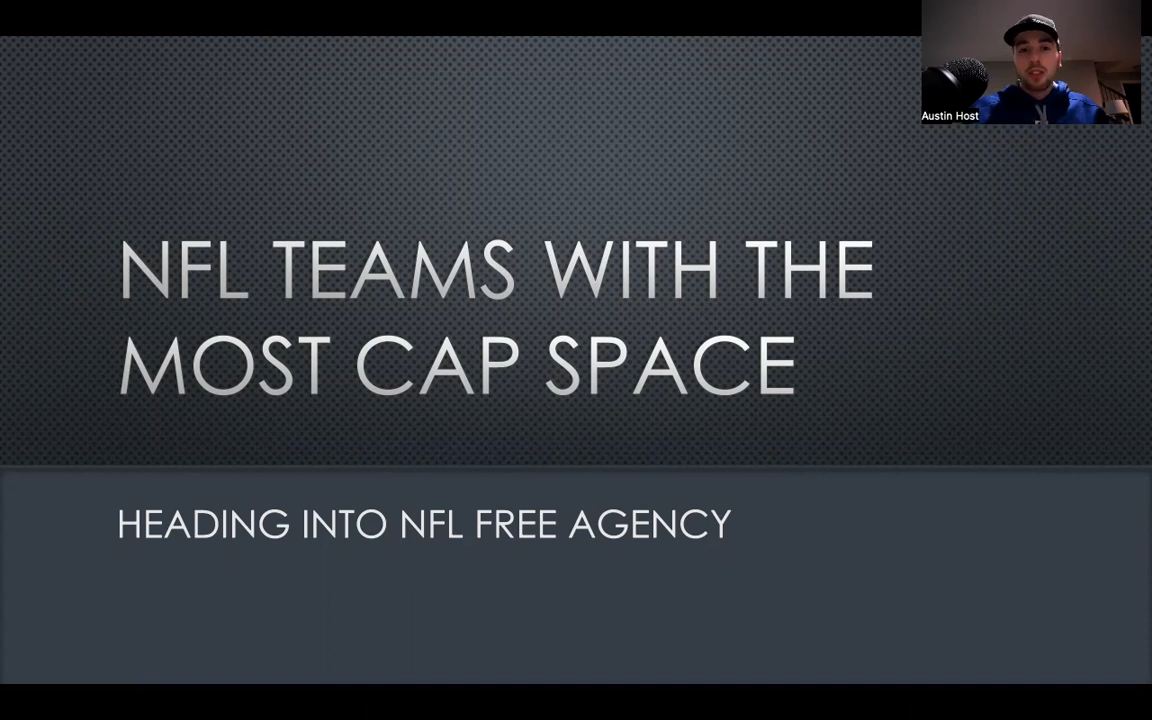 Austin Host
NFL TEAMS WITH THE
MOST CAP SPACE
HEADING INTO NFL FREE AGENCY